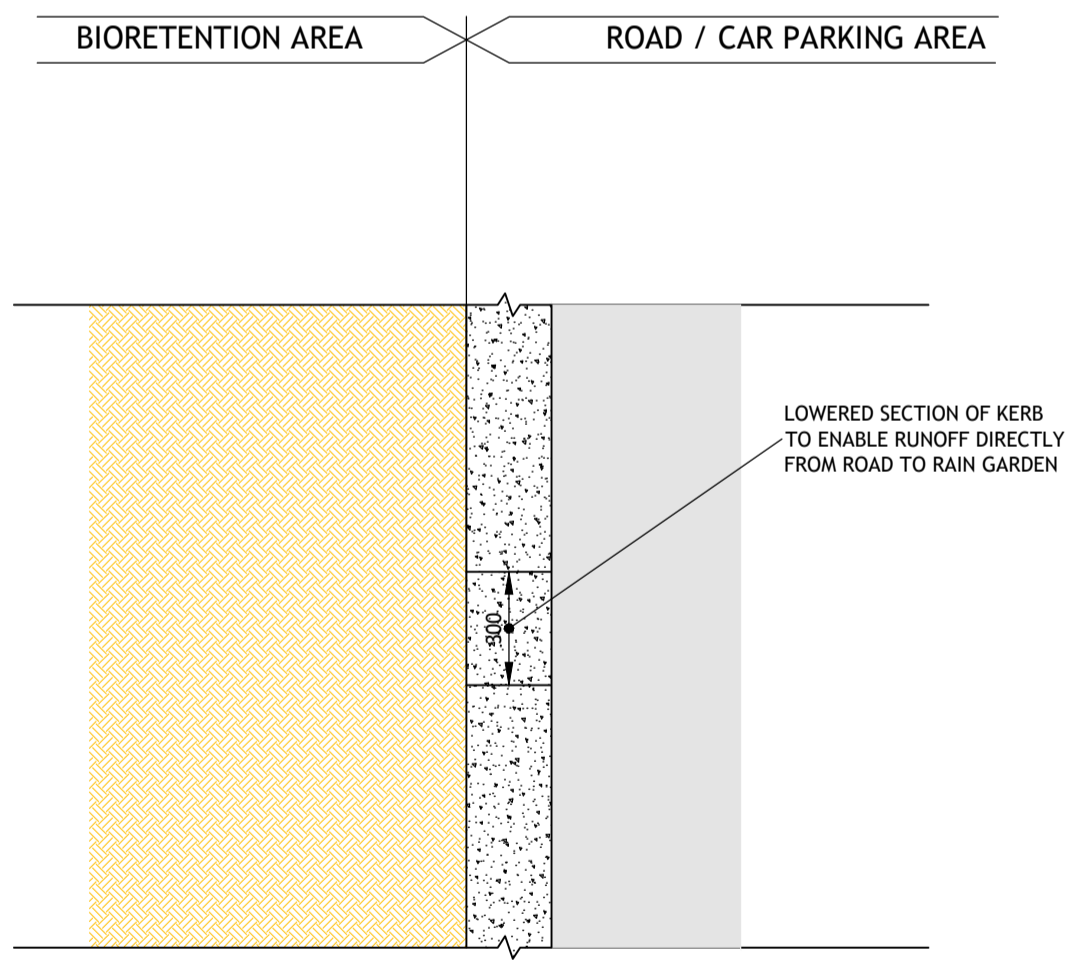 BIORETENTION AREA
ROAD / CAR PARKING AREA
LOWERED SECTION OF KERB
TO ENABLE RUNOFF DIRECTLY
FROM ROAD TO RAIN GARDEN
300